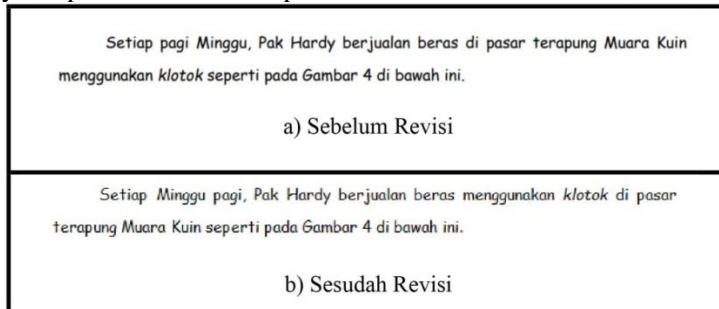 Setiap pagi Minggu, Pak Hardy berjualan beras di pasar terapung Muara Kuin
menggunakan klotok seperti pada Gambar 4 di bawah ini.
a) Sebelum Revisi
Setiap Minggu pagi, Pak Hardy berjualan beras menggunakan klotok di pasar
terapung Muara Kuin seperti pada Gambar 4 di bawah ini.
b) Sesudah Revisi